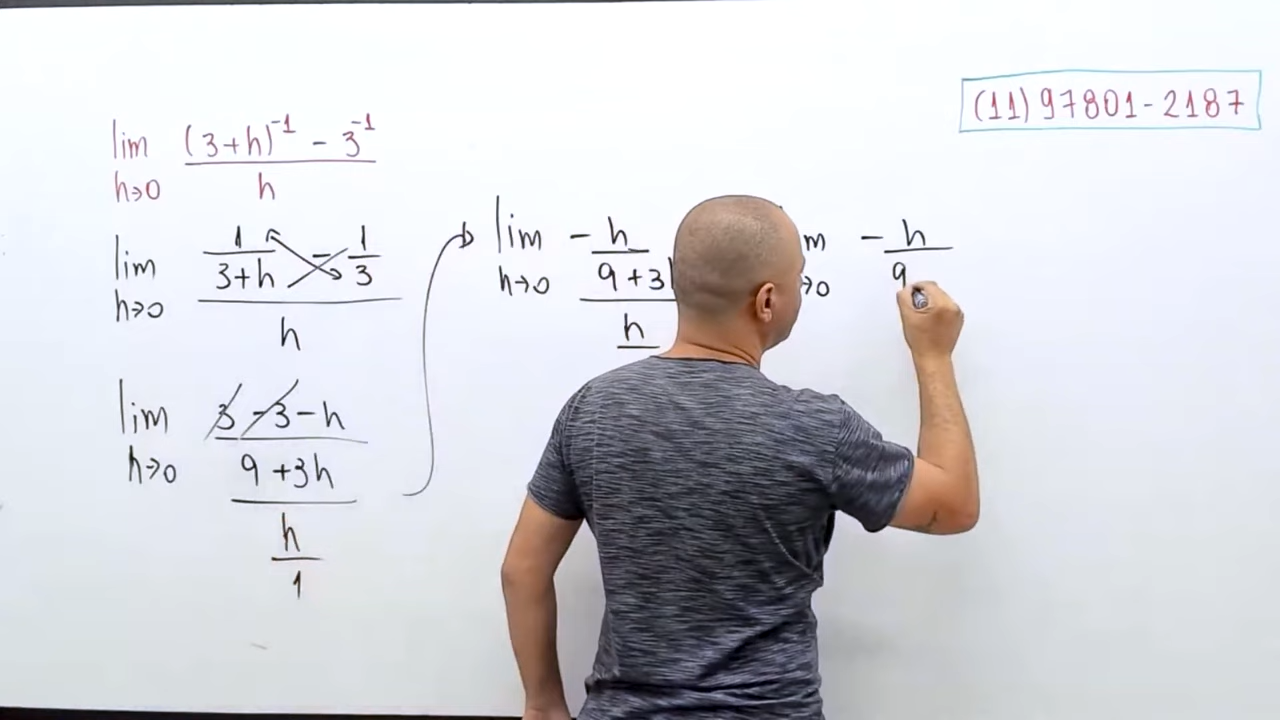 (11) 97801-2187
lim (3+h)^-1 - 3^-1
h→0 h
lim 1 - 1
h→0 3+h 3
h
lim 3 - 3 - h
h→0 9 + 3h
h
1
lim - h
h→0 9 + 3
h
m - h
→0 9